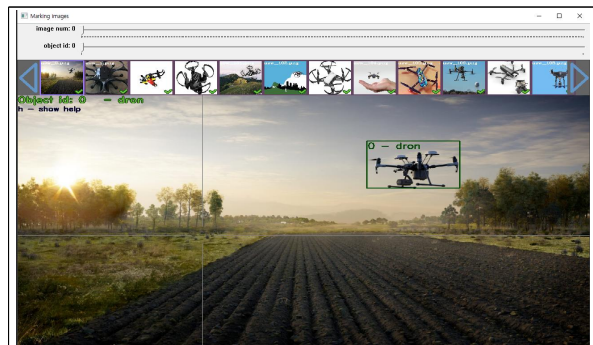 Marking images
image num: 0
object id: 0
Object id: 0 - dron
h - show help
0 - dron